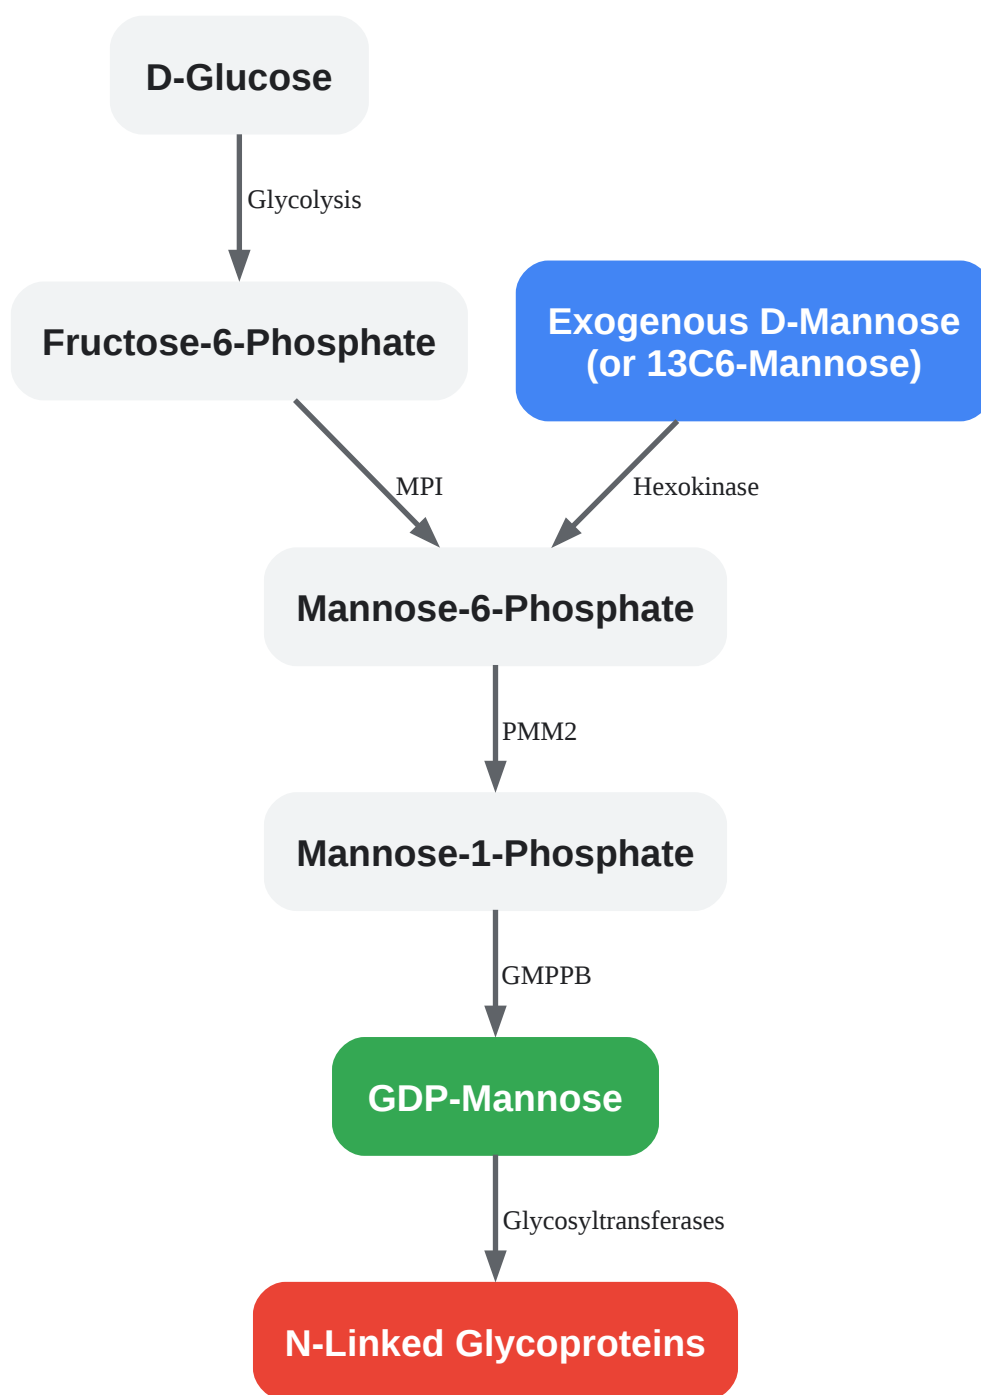 D-Glucose
Glycolysis
Fructose-6-Phosphate
Exogenous D-Mannose
(or 13C6-Mannose)
MPI
Hexokinase
Mannose-6-Phosphate
PMM2
Mannose-1-Phosphate
GMPPB
GDP-Mannose
Glycosyltransferases
N-Linked Glycoproteins